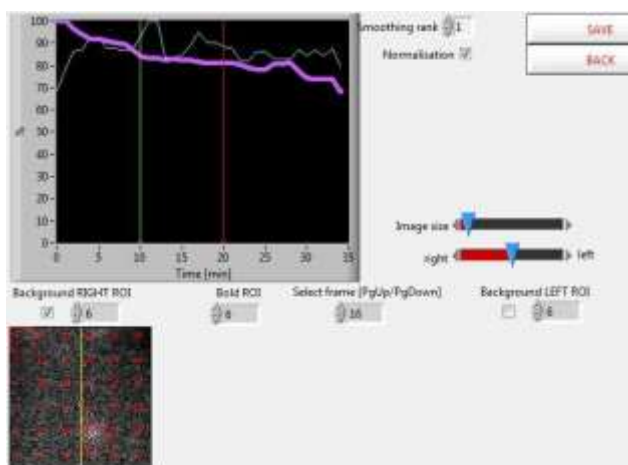 Smoothing rank 1
SAVE
Normalisation
BACK
100
90
80
70
60
50
40
30
20
10
0
%
0 5 10 15 20 25 30 35
Time [min]
Image size
right left
Background RIGHT ROI Bold ROI Select frame (PgUp/PgDown) Background LEFT ROI
6 6 16 6